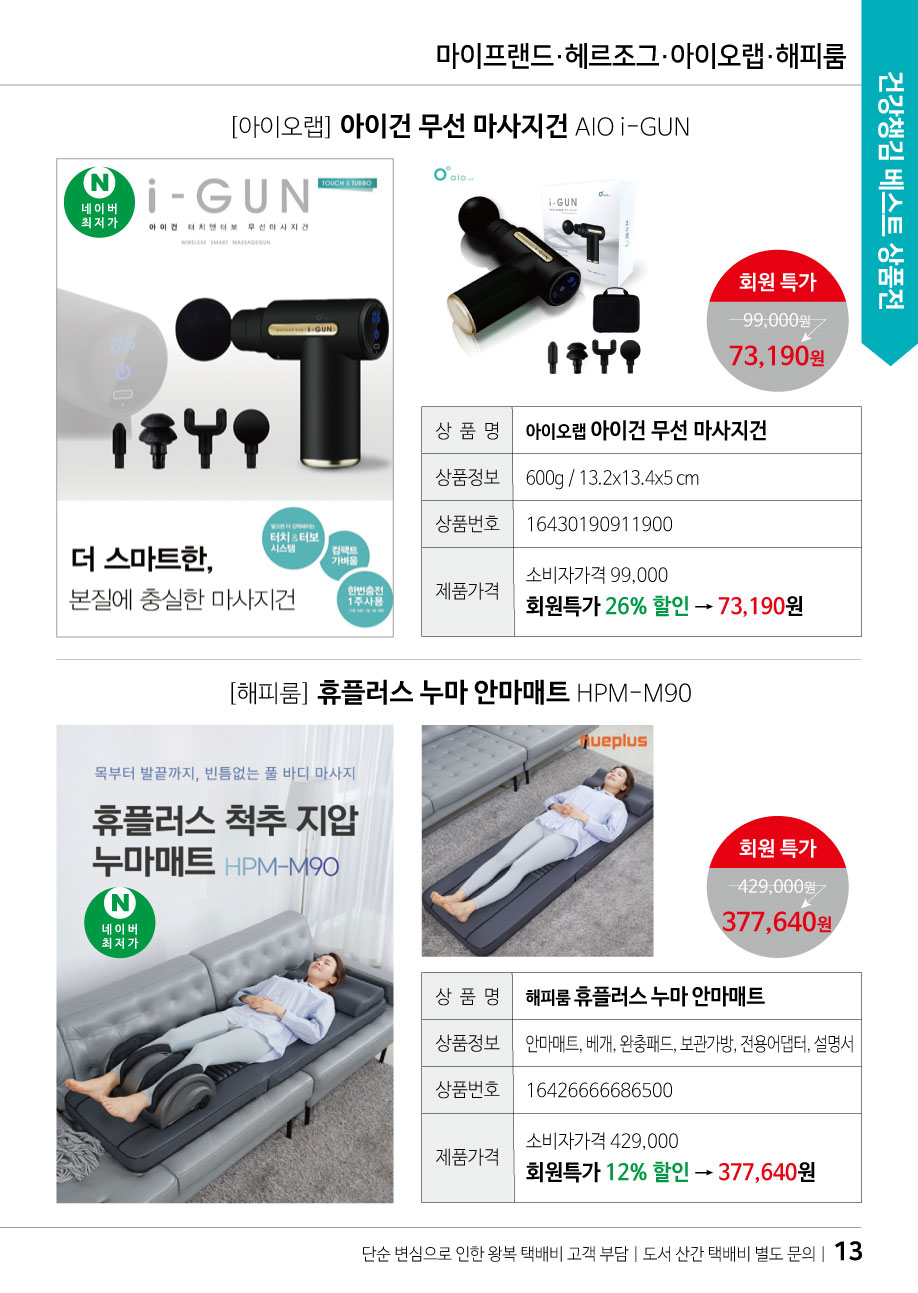 마이프랜드·헤르조그·아이오랩·해피룸
건강챙김 베스트 상품전
[아이오랩] 아이건 무선 마사지건 AIO i-GUN
N
네이버
최저가
i-GUN
TOUCH & TURBO
아이건 터치앤터보 무선마사지건
WIRELESS SMART MASSAGEGUN
i-GUN
터치&터보
시스템
컴팩트
가벼움
한번충전
1주사용
더 스마트한,
본질에 충실한 마사지건
aio
i-GUN
회원 특가
99,000원
73,190원
상 품 명 아이오랩 아이건 무선 마사지건
상품정보 600g / 13.2x13.4x5 cm
상품번호 16430190911900
제품가격 소비자가격 99,000
회원특가 26% 할인 → 73,190원
[해피룸] 휴플러스 누마 안마매트 HPM-M90
목부터 발끝까지, 빈틈없는 풀 바디 마사지
휴플러스 척추 지압
누마매트 HPM-M90
N
네이버
최저가
hueplus
회원 특가
429,000원
377,640원
상 품 명 해피룸 휴플러스 누마 안마매트
상품정보 안마매트, 베개, 완충패드, 보관가방, 전용어댑터, 설명서
상품번호 16426666686500
제품가격 소비자가격 429,000
회원특가 12% 할인 → 377,640원
단순 변심으로 인한 왕복 택배비 고객 부담 | 도서 산간 택배비 별도 문의 | 13